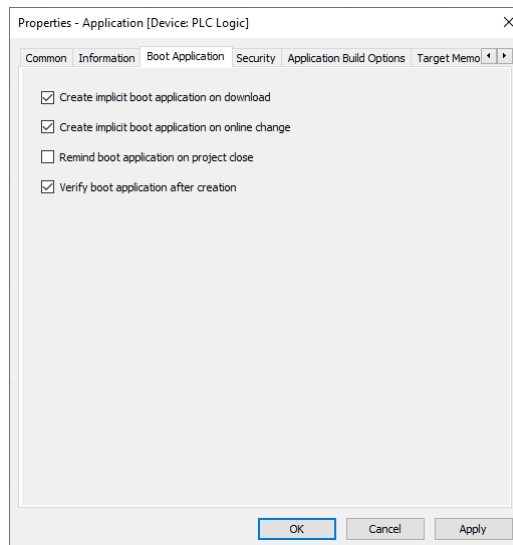 Properties - Application [Device: PLC Logic]
Common Information Boot Application Security Application Build Options Target Memo
Create implicit boot application on download
Create implicit boot application on online change
Remind boot application on project close
Verify boot application after creation
OK Cancel Apply